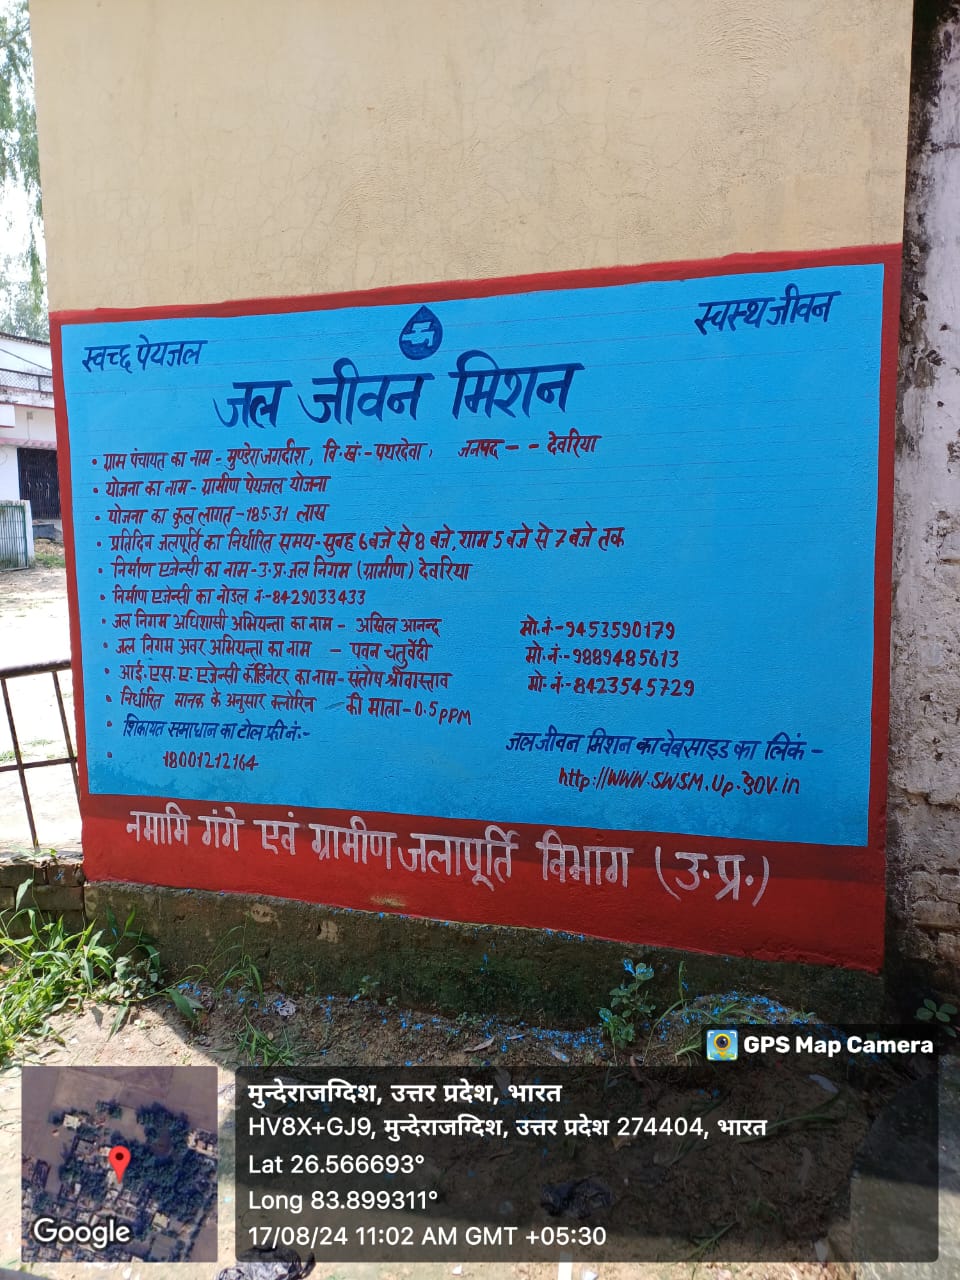 स्वच्छ पेयजल
स्वस्थ जीवन
जल जीवन मिशन
• ग्राम पंचायत का नाम - मुण्डेरा जगदीश, वि.खं.- पथरदेवा, जनपद - - देवरिया
• योजना का नाम - ग्रामीण पेयजल योजना
• योजना का कुल लागत - 185.31 लाख
• प्रतिदिन जलपूर्ति का निर्धारित समय - सुबह 6 बजे से 8 बजे, शाम 5 बजे से 7 बजे तक
• निर्माण एजेन्सी का नाम - उ.प्र. जल निगम (ग्रामीण) देवरिया
• निर्माण एजेन्सी का नोडल नं.- 8429033433
• जल निगम अधिशासी अभियन्ता का नाम - अखिल आनन्द मो.नं.- 9453590179
• जल निगम अवर अभियन्ता का नाम - पवन चतुर्वेदी मो.नं.- 9889485613
• आई.एस.ए. एजेन्सी कॉर्डिनेटर का नाम - संतोष श्रीवास्तव मो.नं.- 8423545729
• निर्धारित मानक के अनुसार क्लोरिन की मात्रा - 0.5 PPM
• शिकायत समाधान का टोल फ्री नं.:-
• 18001212164
जल जीवन मिशन का वेबसाइड का लिंक -
http://www.swsm.up.gov.in
नमामि गंगे एवं ग्रामीण जलापूर्ति विभाग (उ.प्र.)
GPS Map Camera
मुन्देराजग्दिश, उत्तर प्रदेश, भारत
HV8X+GJ9, मुन्देराजग्दिश, उत्तर प्रदेश 274404, भारत
Lat 26.566693°
Long 83.899311°
17/08/24 11:02 AM GMT +05:30
Google